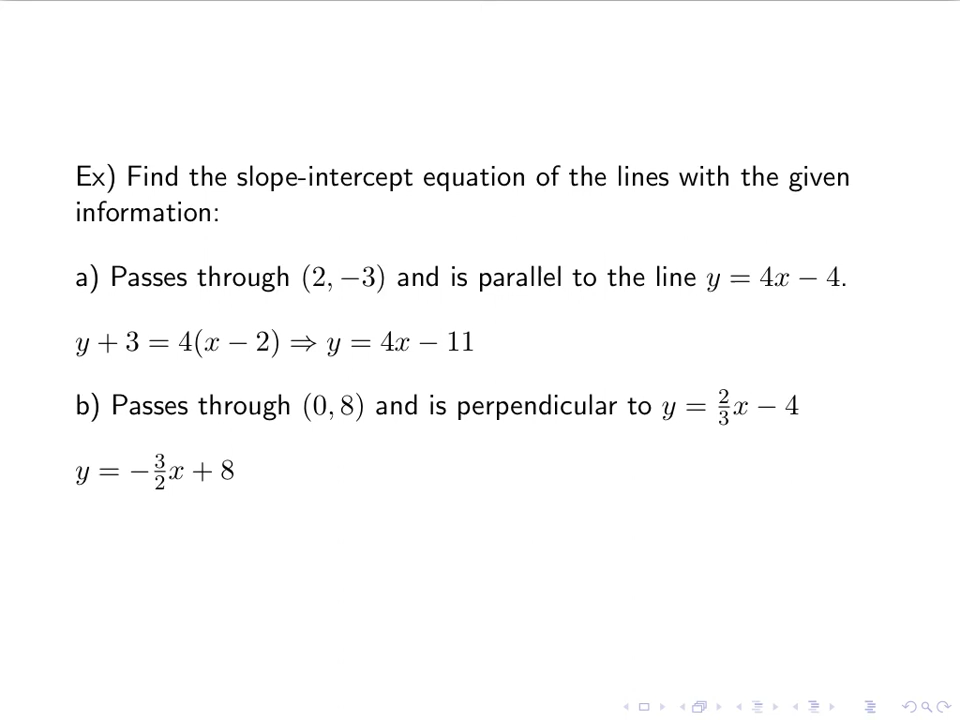 Ex) Find the slope-intercept equation of the lines with the given
information:
a) Passes through (2, −3) and is parallel to the line y = 4x − 4.
y + 3 = 4(x − 2) ⇒ y = 4x − 11
b) Passes through (0, 8) and is perpendicular to y = 2/3x − 4
y = −3/2x + 8